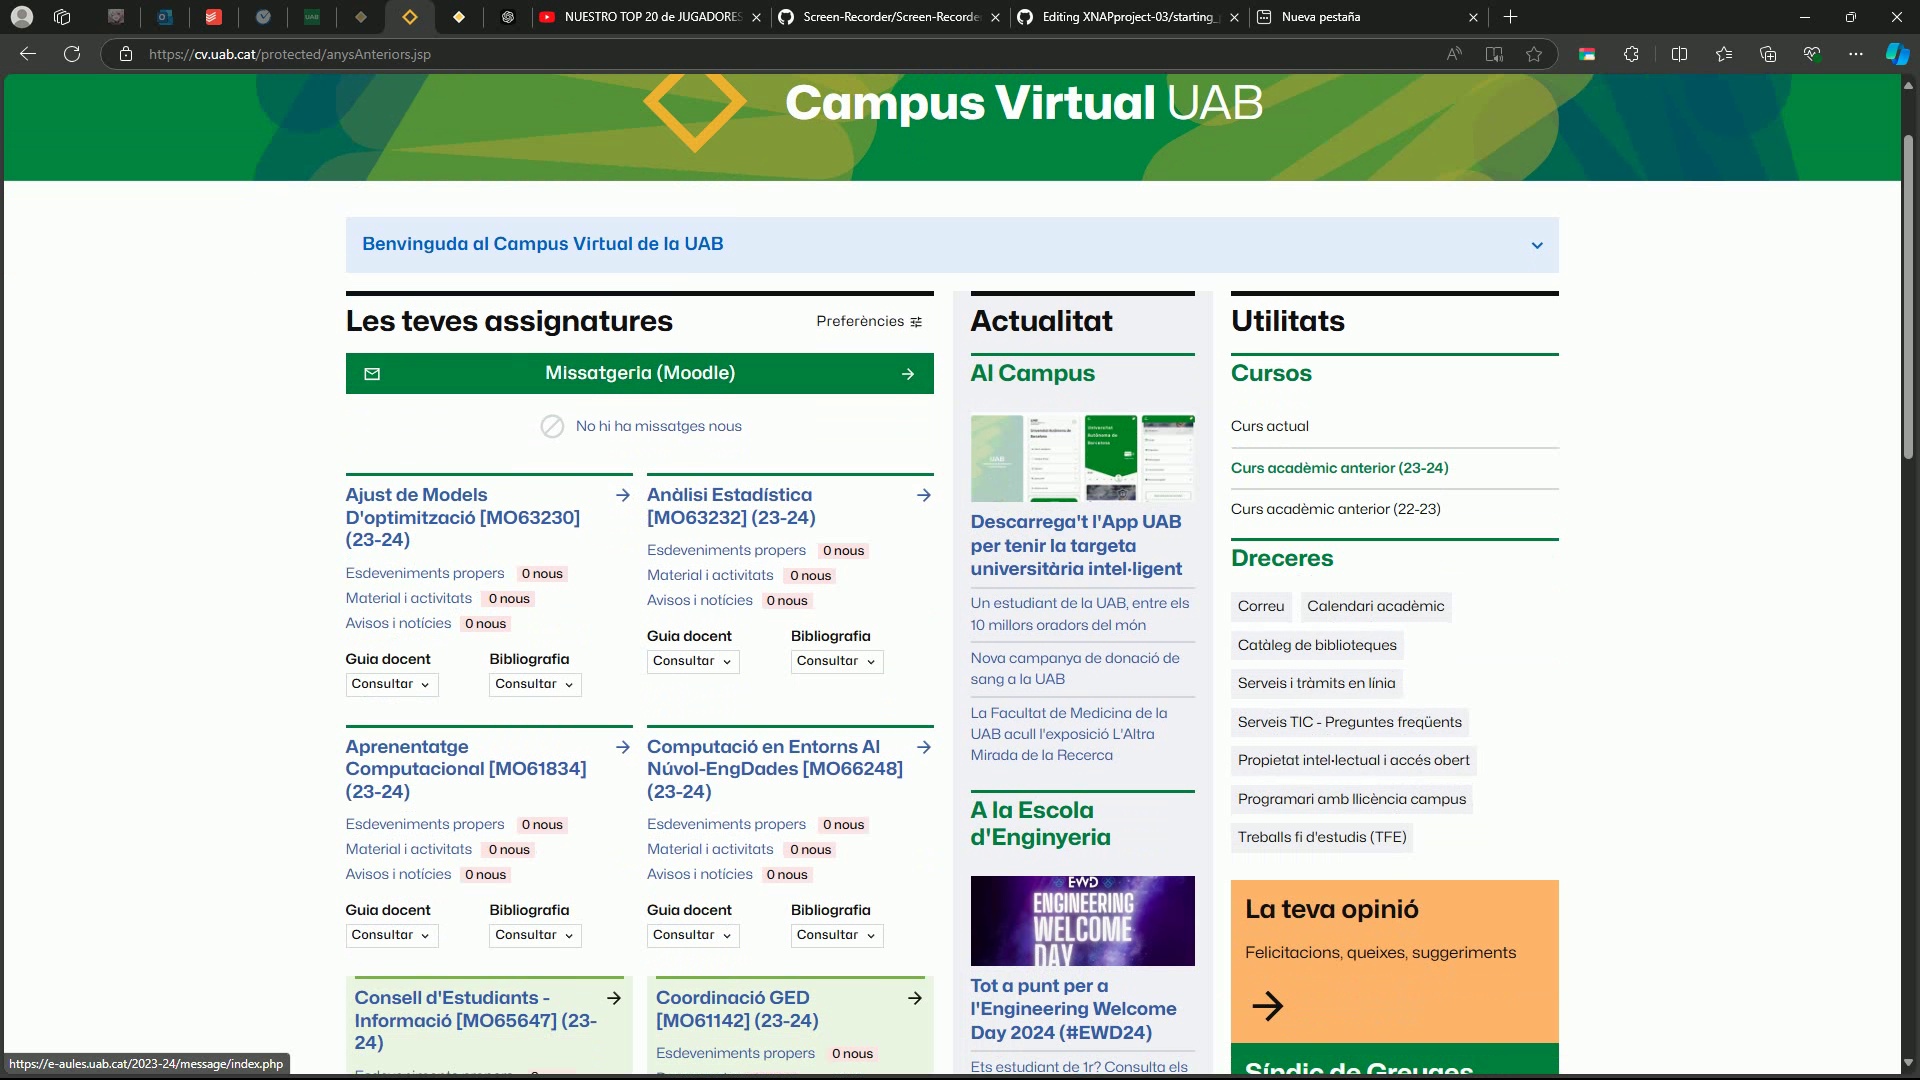 NUESTRO TOP 20 de JUGADORES
Screen-Recorder/Screen-Recorde
Editing XNAPproject-03/starting_
Nueva pestaña
https://cv.uab.cat/protected/anysAnteriors.jsp
Campus Virtual UAB
Benvinguda al Campus Virtual de la UAB
Les teves assignatures
Preferències
Missatgeria (Moodle)
No hi ha missatges nous
Ajust de Models
D'optimització [MO63230]
(23-24)
Esdeveniments propers 0 nous
Material i activitats 0 nous
Avisos i notícies 0 nous
Guia docent Bibliografia
Consultar Consultar
Anàlisi Estadística
[MO63232] (23-24)
Esdeveniments propers 0 nous
Material i activitats 0 nous
Avisos i notícies 0 nous
Guia docent Bibliografia
Consultar Consultar
Aprenentatge
Computacional [MO61834]
(23-24)
Esdeveniments propers 0 nous
Material i activitats 0 nous
Avisos i notícies 0 nous
Guia docent Bibliografia
Consultar Consultar
Computació en Entorns Al
Núvol-EngDades [MO66248]
(23-24)
Esdeveniments propers 0 nous
Material i activitats 0 nous
Avisos i notícies 0 nous
Guia docent Bibliografia
Consultar Consultar
Consell d'Estudiants -
Informació [MO65647] (23-
24)
Coordinació GED
[MO61142] (23-24)
Esdeveniments propers 0 nous
Actualitat
Al Campus
Descarrega't l'App UAB
per tenir la targeta
universitària intel·ligent
Un estudiant de la UAB, entre els
10 millors oradors del món
Nova campanya de donació de
sang a la UAB
La Facultat de Medicina de la
UAB acull l'exposició L'Altra
Mirada de la Recerca
A la Escola
d'Enginyeria
EWD
ENGINEERING
WELCOME
DAY
Tot a punt per a
l'Engineering Welcome
Day 2024 (#EWD24)
Ets estudiant de 1r? Consulta els
Utilitats
Cursos
Curs actual
Curs acadèmic anterior (23-24)
Curs acadèmic anterior (22-23)
Dreceres
Correu
Calendari acadèmic
Catàleg de biblioteques
Serveis i tràmits en línia
Serveis TIC - Preguntes freqüents
Propietat intel·lectual i accés obert
Programari amb llicència campus
Treballs fi d'estudis (TFE)
La teva opinió
Felicitacions, queixes, suggeriments
Síndic de Greuges
https://e-aules.uab.cat/2023-24/message/index.php